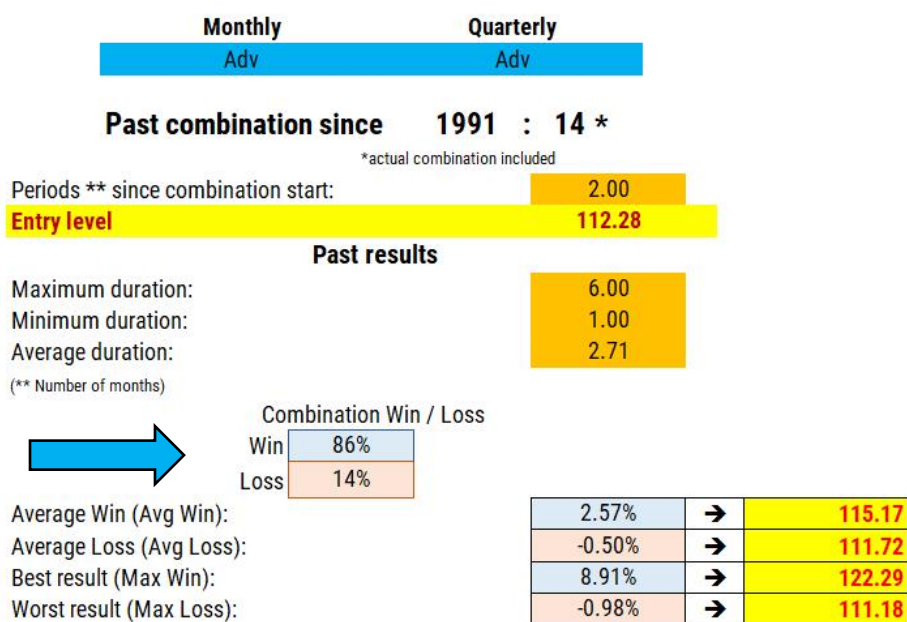 Monthly Quarterly
Adv Adv
Past combination since 1991 : 14 *
*actual combination included
Periods ** since combination start: 2.00
Entry level 112.28
Past results
Maximum duration: 6.00
Minimum duration: 1.00
Average duration: 2.71
(** Number of months)
Combination Win / Loss
Win 86%
Loss 14%
Average Win (Avg Win): 2.57% ➔ 115.17
Average Loss (Avg Loss): -0.50% ➔ 111.72
Best result (Max Win): 8.91% ➔ 122.29
Worst result (Max Loss): -0.98% ➔ 111.18